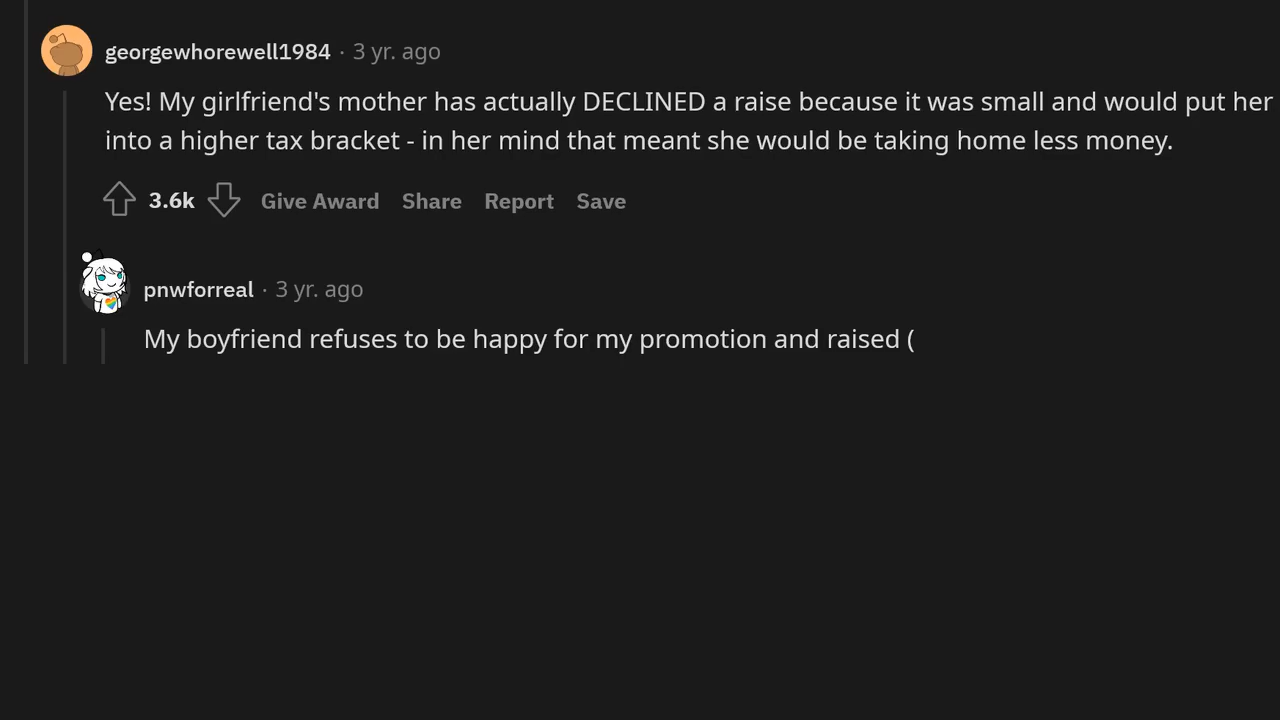 georgewhorewell1984 · 3 yr. ago
Yes! My girlfriend's mother has actually DECLINED a raise because it was small and would put her
into a higher tax bracket - in her mind that meant she would be taking home less money.
3.6k Give Award Share Report Save
pnwforreal · 3 yr. ago
My boyfriend refuses to be happy for my promotion and raised (